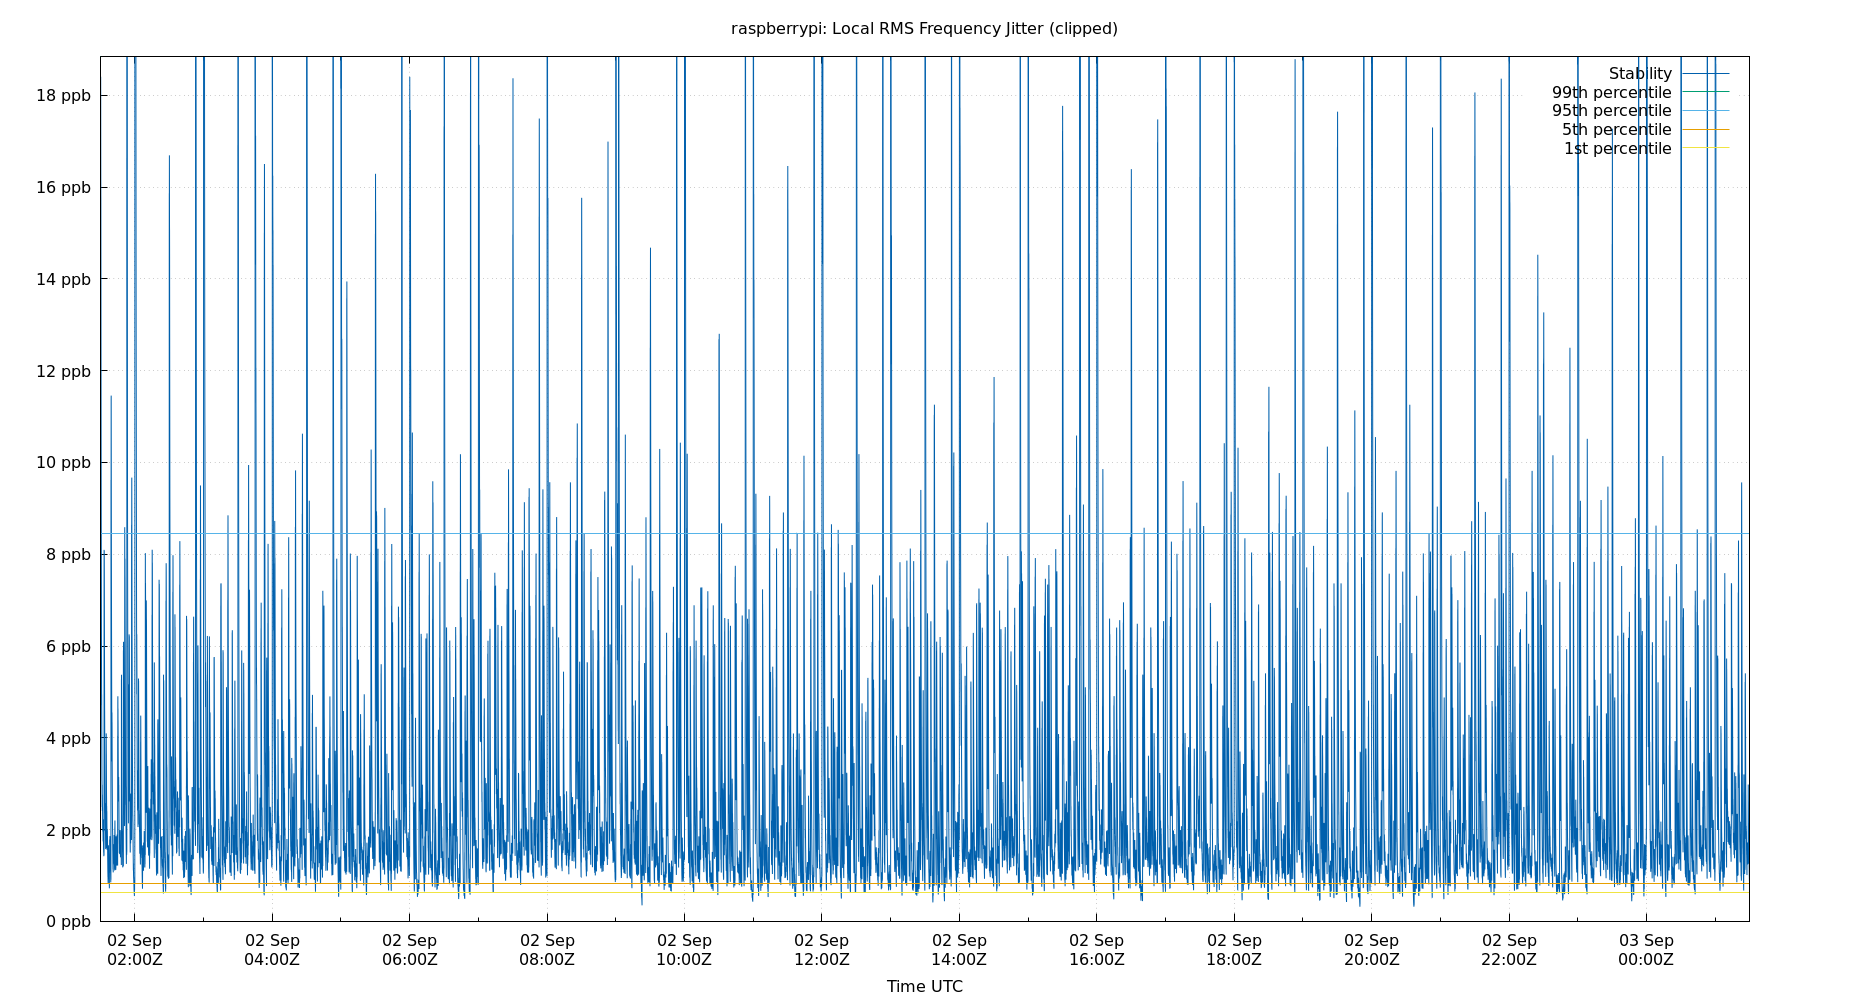 raspberrypi: Local RMS Frequency Jitter (clipped)
18 ppb
16 ppb
14 ppb
12 ppb
10 ppb
8 ppb
6 ppb
4 ppb
2 ppb
0 ppb
Stability
99th percentile
95th percentile
5th percentile
1st percentile
02 Sep 02 Sep 02 Sep 02 Sep 02 Sep 02 Sep 02 Sep 02 Sep 02 Sep 02 Sep 02 Sep 03 Sep
02:00Z 04:00Z 06:00Z 08:00Z 10:00Z 12:00Z 14:00Z 16:00Z 18:00Z 20:00Z 22:00Z 00:00Z
Time UTC